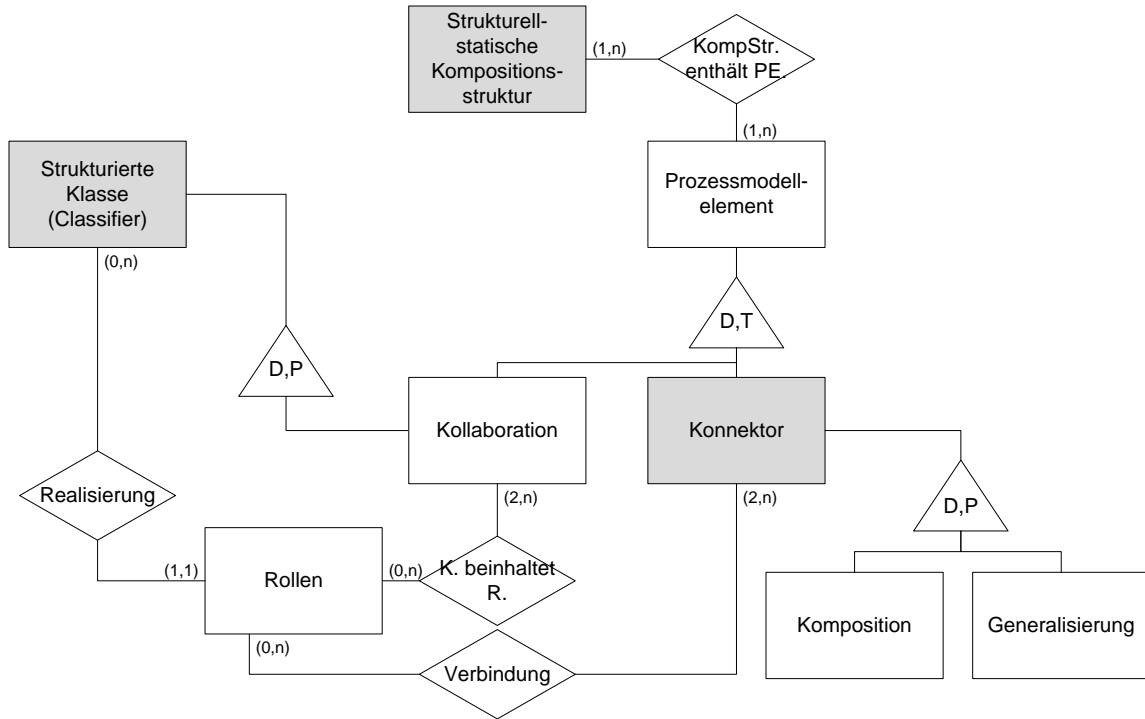 Strukturell-
statische
Kompositions-
struktur
(1,n)
KompStr.
enthält PE.
(1,n)
Strukturierte
Klasse
(Classifier)
Prozessmodell-
element
(0,n)
D,T
D,P
Kollaboration
Konnektor
Realisierung
(2,n)
(2,n)
D,P
(1,1)
Rollen
(0,n)
K. beinhaltet
R.
Komposition
Generalisierung
(0,n)
Verbindung